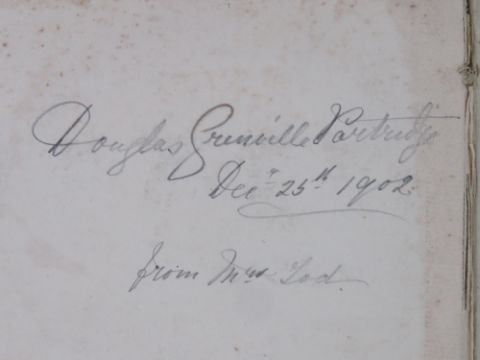 Douglas Grenville Partridge
Decr 25th 1902
from Mrs Tod